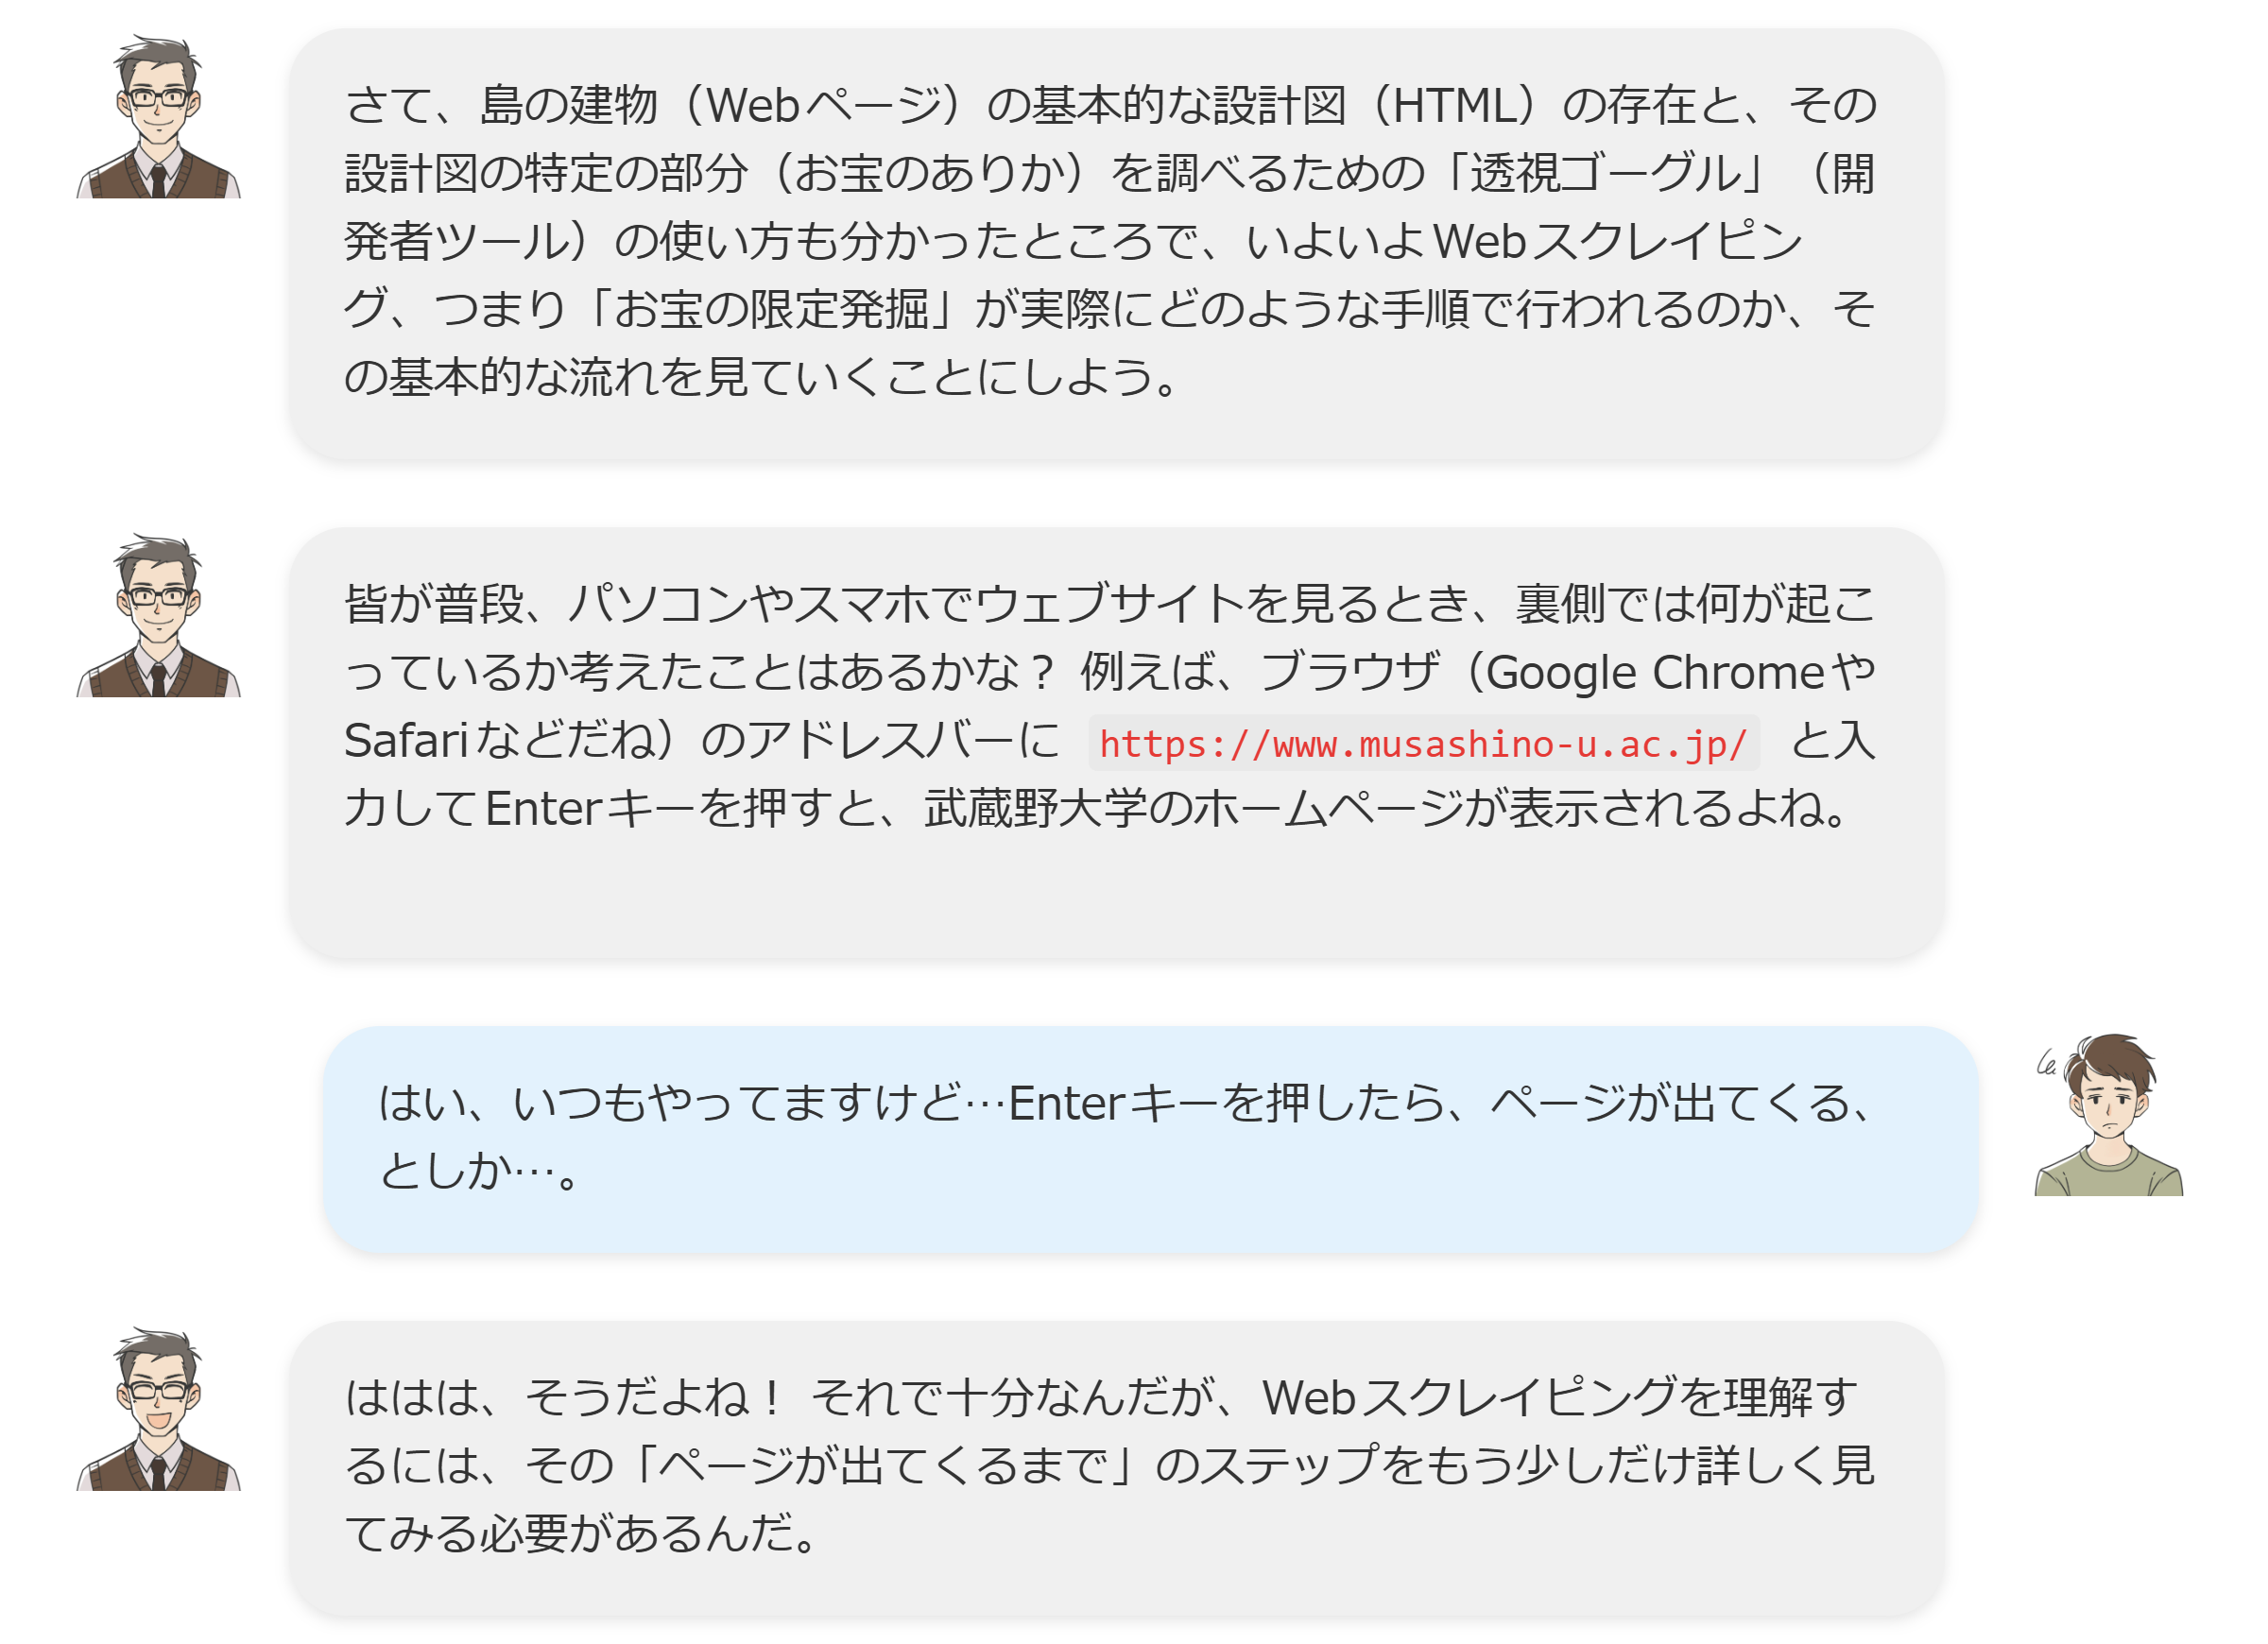 さて、島の建物（Webページ）の基本的な設計図（HTML）の存在と、その
設計図の特定の部分（お宝のありか）を調べるための「透視ゴーグル」（開
発者ツール）の使い方も分かったところで、いよいよWebスクレイピン
グ、つまり「お宝の限定発掘」が実際にどのような手順で行われるのか、そ
の基本的な流れを見ていくことにしよう。
皆が普段、パソコンやスマホでウェブサイトを見るとき、裏側では何が起こ
っているか考えたことはあるかな？ 例えば、ブラウザ（Google Chromeや
Safariなどだね）のアドレスバーに https://www.musashino-u.ac.jp/ と入
力してEnterキーを押すと、武蔵野大学のホームページが表示されるよね。
はい、いつもやってますけど…Enterキーを押したら、ページが出てくる、
としか…。
ははは、そうだよね！ それで十分なんだが、Webスクレイピングを理解す
るには、その「ページが出てくるまで」のステップをもう少しだけ詳しく見
てみる必要があるんだ。